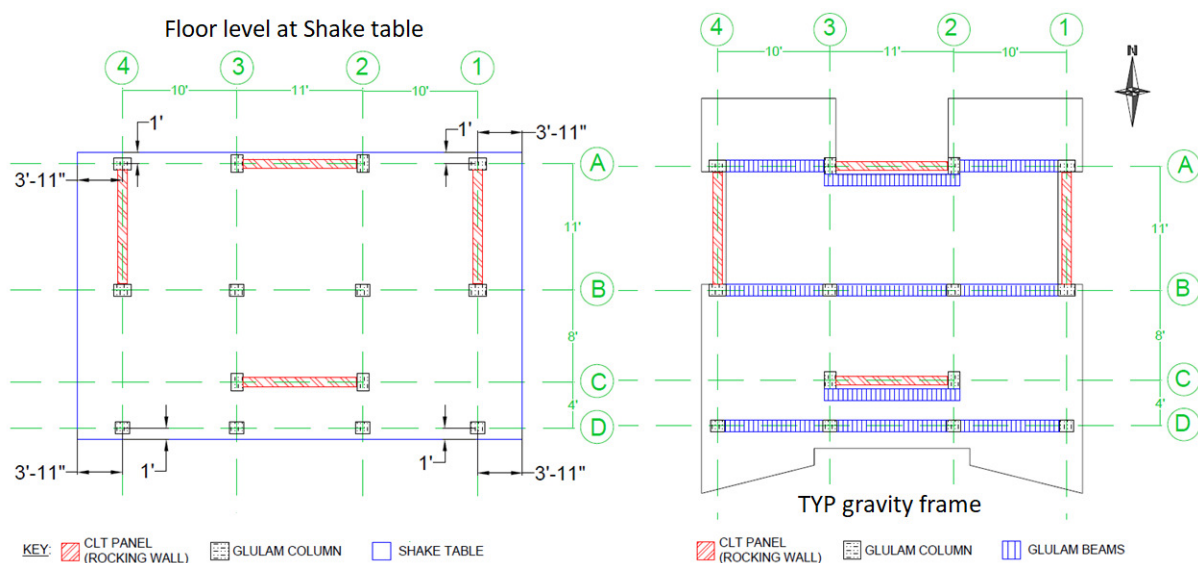 Floor level at Shake table
4
3
2
1
10'
11'
10'
1'
1'
3'-11"
3'-11"
A
11'
B
8'
C
4'
D
3'-11"
1'
1'
3'-11"
KEY:
CLT PANEL
(ROCKING WALL)
GLULAM COLUMN
SHAKE TABLE
4
3
2
1
10'
11'
10'
N
A
11'
B
8'
C
4'
D
TYP gravity frame
CLT PANEL
(ROCKING WALL)
GLULAM COLUMN
GLULAM BEAMS